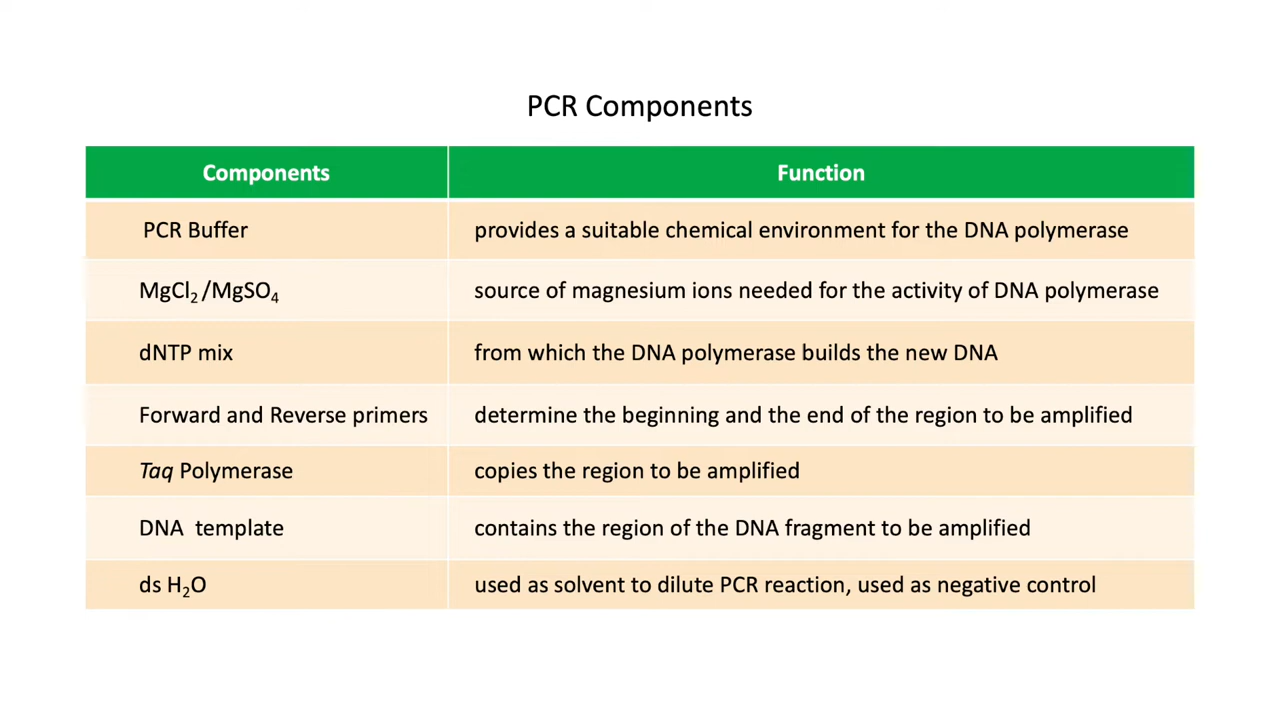 PCR Components
Components Function
PCR Buffer provides a suitable chemical environment for the DNA polymerase
MgCl₂ /MgSO₄ source of magnesium ions needed for the activity of DNA polymerase
dNTP mix from which the DNA polymerase builds the new DNA
Forward and Reverse primers determine the beginning and the end of the region to be amplified
Taq Polymerase copies the region to be amplified
DNA template contains the region of the DNA fragment to be amplified
ds H₂O used as solvent to dilute PCR reaction, used as negative control